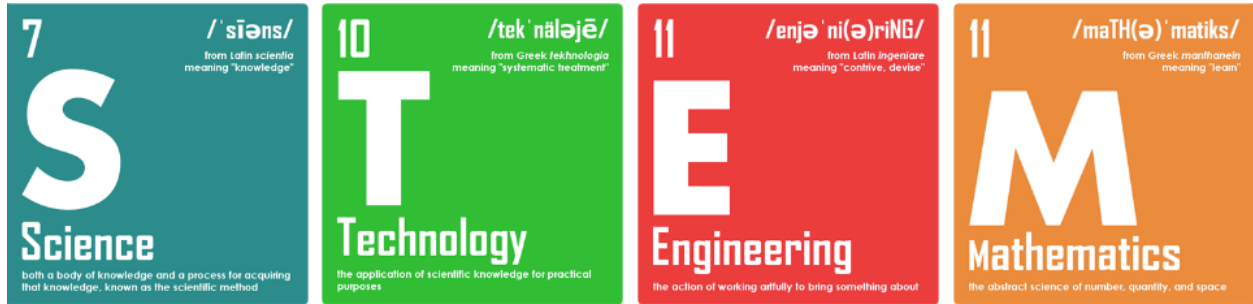 7
/ˈsīəns/
from Latin scientia
meaning "knowledge"
S
Science
both a body of knowledge and a process for acquiring
that knowledge, known as the scientific method
10
/tekˈnäləjē/
from Greek tekhnologia
meaning "systematic treatment"
T
Technology
the application of scientific knowledge for practical
purposes
11
/enjəˈni(ə)riNG/
from Latin ingeniare
meaning "contrive, devise"
E
Engineering
the action of working artfully to bring something about
11
/maTH(ə)ˈmatiks/
from Greek manthanein
meaning "learn"
M
Mathematics
the abstract science of number, quantity, and space